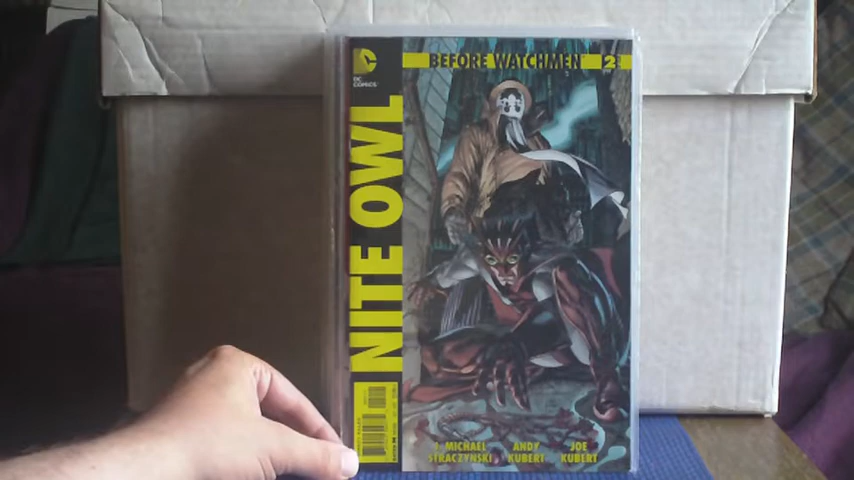 BEFORE WATCHMEN 2
DC
COMICS
NITE OWL
J. MICHAEL
STRACZYNSKI
ANDY
KUBERT
JOE
KUBERT